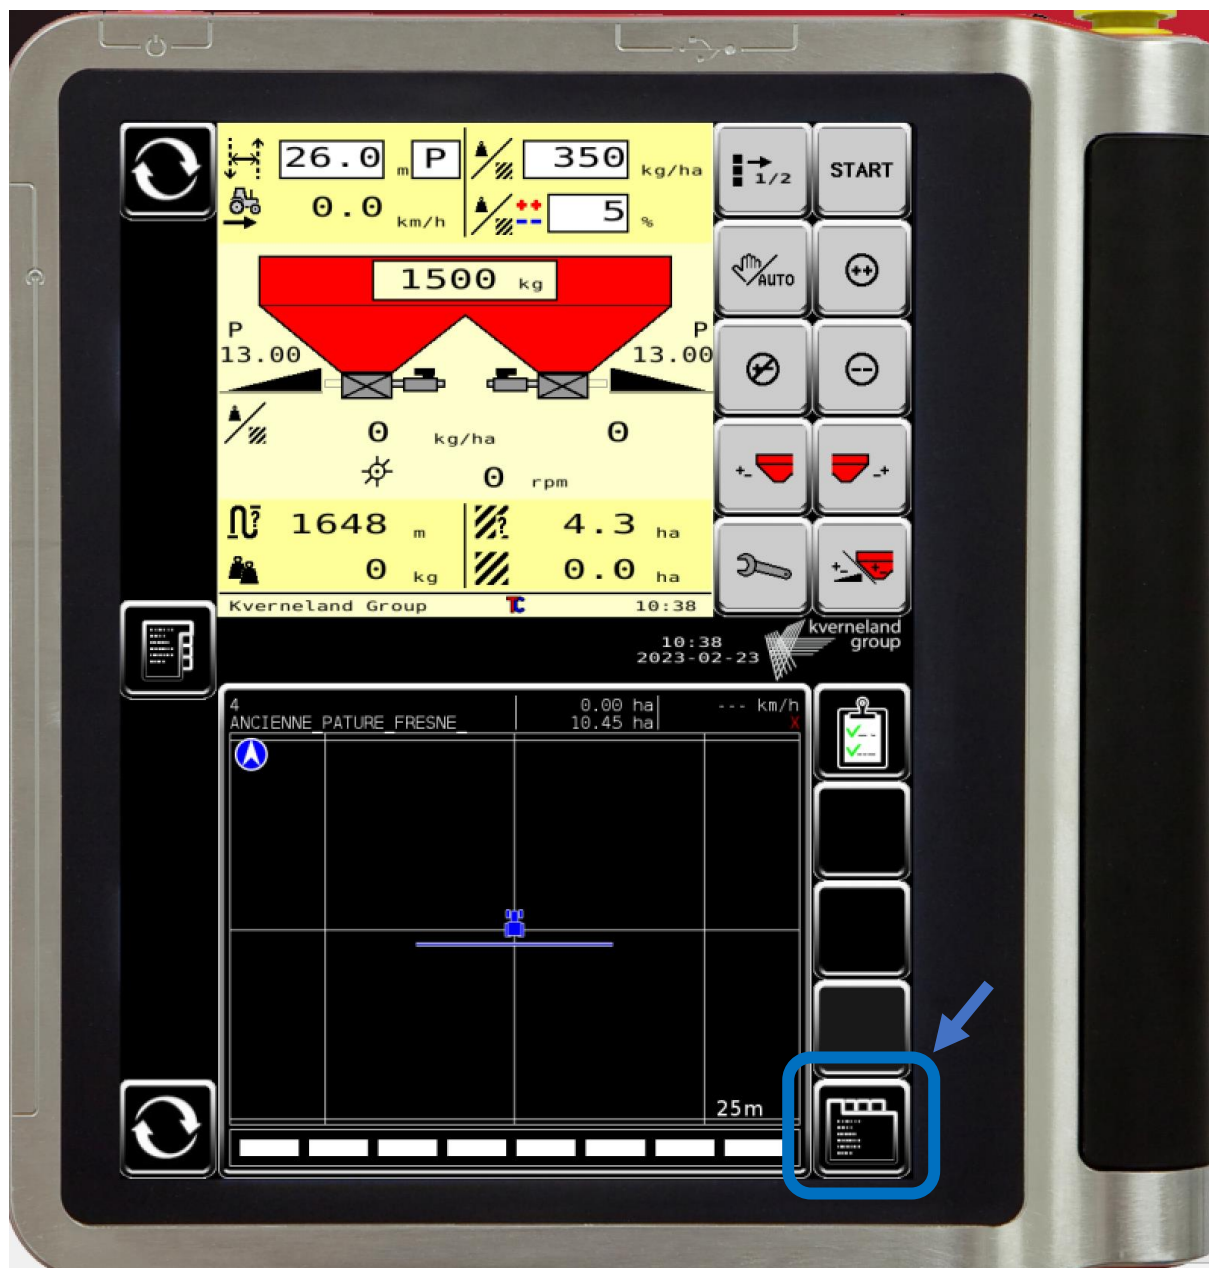 26.0 m P 350 kg/ha
0.0 km/h 5 %
1/2 START
1500 kg
AUTO ++
P P
13.00 13.00
--
0 kg/ha 0
0 rpm
+- -+
1648 m ? 4.3 ha
0 kg 0.0 ha
+- +-
Kverneland Group TC 10:38
kverneland
group
10:38
2023-02-23
4 0.00 ha --- km/h
ANCIENNE_PATURE_FRESNE_ 10.45 ha X
25m